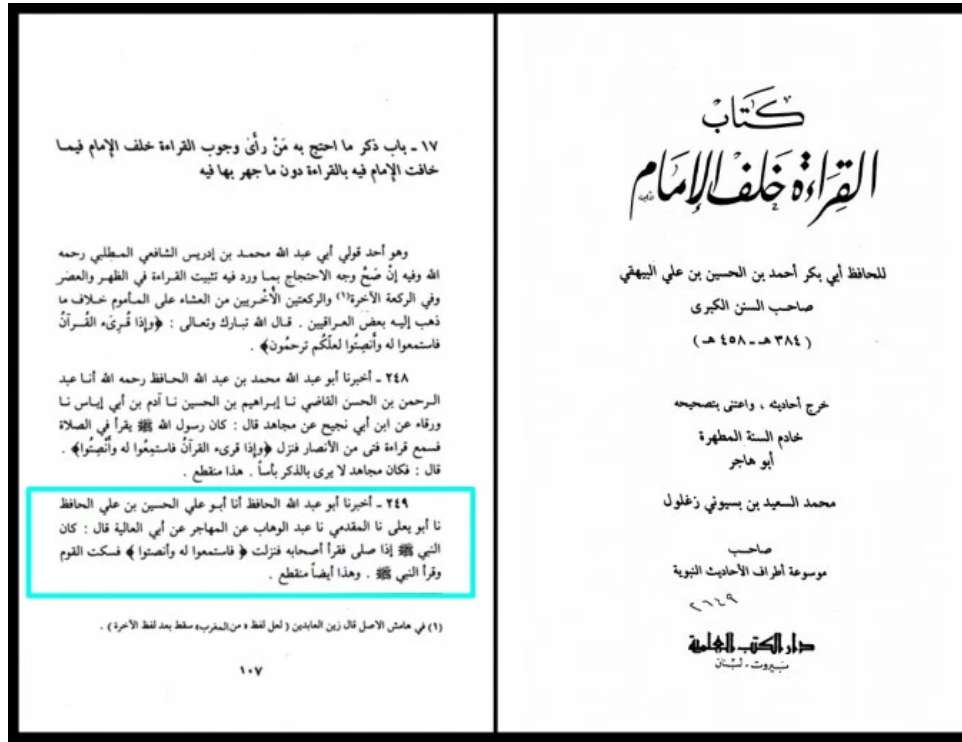 كتاب
القراءة خلف الإمام
للحافظ أبي بكر أحمد بن الحسين بن علي البيهقي
صاحب السنن الكبرى
(٣٨٤ هـ - ٤٥٨ هـ)
خرج أحاديثه ، واعتنى بتصحيحه
خادم السنة المطهرة
أبو هاجر
محمد السعيد بن بسيوني زغلول
صاحب
موسوعة أطراف الأحاديث النبوية
٢٦٤٩
دار الكتب العلمية
بيروت - لبنان
١٧ - باب ذكر ما احتج به مَنْ رأىٰ وجوب القراءة خلف الإمام فيما
خافت الإمام فيه بالقراءة دون ما جهر بها فيه
وهو أحد قولي أبي عبد الله محمد بن إدريس الشافعي المطلبي رحمه
الله وفيه إنْ صَحَّ وجه الاحتجاج بما ورد فيه تثبيت القراءة في الظهر والعصر
وفي الركعة الآخرة(١) والركعتين الأُخريين من العشاء على المأموم خلاف ما
ذهب إليه بعض العراقيين . قال الله تبارك وتعالى : ﴿وإذا قُرِىَء القُرآنُ
فاستمعوا له وأَنصِتُوا لعلّكُم ترحمُون﴾ .
٢٤٨ - أخبرنا أبو عبد الله محمد بن عبد الله الحافظ رحمه الله أنا عبد
الرحمن بن الحسن القاضي نا إبراهيم بن الحسين نا آدم بن أبي إياس نا
ورقاء عن ابن أبي نجيح عن مجاهد قال : كان رسول الله ﷺ يقرأ في الصلاة
فسمع قراءة فتى من الأنصار فنزل ﴿وإذا قرىء القرآنُ فاستمِعُوا له وأَنْصِتُوا﴾ .
قال : فكان مجاهد لا يرى بالذكر بأساً . هذا منقطع .
٢٤٩ - أخبرنا أبو عبد الله الحافظ أنا أبو علي الحسين بن علي الحافظ
نا أبو يعلى نا المقدمي نا عبد الوهاب عن المهاجر عن أبي العالية قال : كان
النبي ﷺ إذا صلى فقرأ أصحابه فنزلت ﴿ فاستمعوا له وأنصتوا ﴾ فسكت القوم
وقرأ النبي ﷺ . وهذا أيضاً منقطع .
(١) في هامش الاصل قال زين العابدين ( لعل لفظ « من المغرب» سقط بعد لفظ الآخرة ) .
١٠٧